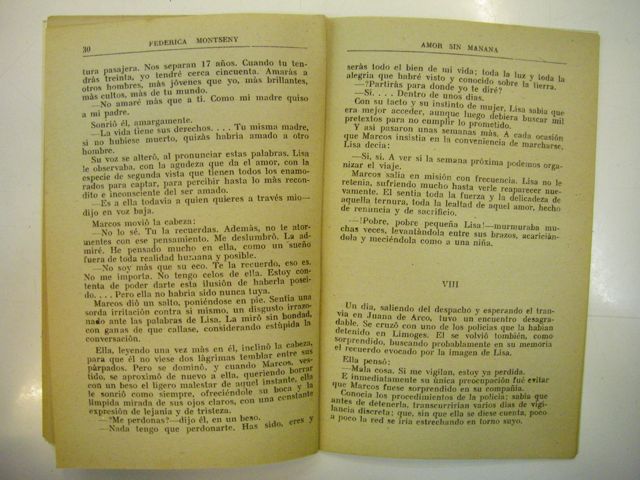 30
FEDERICA MONTSENY
tura pasajera. Nos separan 17 años. Cuando tu ten-
drás treinta, yo tendré cerca cincuenta. Amarás a
otros hombres, más jóvenes que yo, más brillantes,
más cultos, más de tu mundo.
—No amaré más que a ti. Como mi madre quiso
a mi padre.
Sonrió él, amargamente.
—La vida tiene sus derechos.... Tu misma madre,
si no hubiese muerto, quizás habría amado a otro
hombre.
Su voz se alteró, al pronunciar estas palabras. Lisa
le observaba, con la agudeza que da el amor, con la
especie de segunda vista que tienen todos los enamo-
rados para captar, para percibir hasta lo más recón-
dito e inconsciente del ser amado.
—Es a ella todavía a quien quieres a través mío—
dijo en voz baja.
Marcos movió la cabeza:
—No lo sé. Tu la recuerdas. Además, no te ator-
mentes con ese pensamiento. Me deslumbró. La ad-
miré. He pensado mucho en ella, como un sueño
fuera de toda realidad humana y posible.
—No soy más que su eco. Te la recuerdo, eso es.
No me importa. No tengo celos de ella. Estoy con-
tenta de poder darte esta ilusión de haberla poseí-
do.... Pero ella no habría sido nunca tuya.
Marcos dió un salto, poniéndose en pie. Sentía una
sorda irritación contra si mismo, un disgusto irrazo-
nado ante las palabras de Lisa. La miró sin bondad,
con ganas de que callase, considerando estúpida la
conversación.
Ella, leyendo una vez más en él, inclinó la cabeza,
para que él no viese dos lágrimas temblar entre sus
párpados. Pero se dominó, y cuando Marcos, ven-
tido, se aproximó de nuevo a ella, queriendo borrar
con un beso el ligero malestar de aquel instante, ella
le sonrió como siempre, ofreciéndole su boca y la
límpida mirada de sus ojos claros, con una constante
expresión de lejanía y de tristeza.
—¿Me perdonas?—dijo él, en un beso.
—Nada tengo que perdonarte. Has sido, eres y
AMOR SIN MAÑANA
serás todo el bien de mi vida; toda la luz y toda la
alegría que habré visto y conocido sobre la tierra.
—?Partirás para donde yo te diré?
—Sí.... Dentro de unos días.
Con su tacto y su instinto de mujer, Lisa sabía que
era mejor acceder, aunque luego debiera buscar mil
pretextos para no cumplir lo prometido.
Y así pasaron unas semanas más. A cada ocasión
que Marcos insistía en la conveniencia de marcharse,
Lisa decía:
—Sí, sí. A ver si la semana próxima podemos orga-
nizar el viaje.
Marcos salía en misión con frecuencia. Lisa no le
retenía, sufriendo mucho hasta verle reaparecer nue-
vamente. El sentía toda la fuerza y la delicadeza de
aquella ternura, toda la lealtad de aquel amor, hecho
de renuncia y de sacrificio.
—!Pobre, pobre pequeña Lisa!—murmuraba mu-
chas veces, levantándola entre sus brazos, acaricián-
dola y meciéndola como a una niña.
VIII
Un día, saliendo del despacho y esperando el tran-
vía en Juana de Arco, tuvo un encuentro desagra-
dable. Se cruzó con uno de los policías que la habían
detenido en Limoges. El se volvió también, como
sorprendido, buscando probablemente en su memoria
el recuerdo evocado por la imagen de Lisa.
Ella pensó:
—Mala cosa. Si me vigilan, estoy ya perdida.
E inmediatamente su única preocupación fué evitar
que Marcos fuese sorprendido en su compañía.
Conocía los procedimientos de la policía; sabía que
antes de detenerla, transcurrirían varios días de vigi-
lancia discreta; que, sin que ella se diese cuenta, poco
a poco la red se iría estrechando en torno suyo.